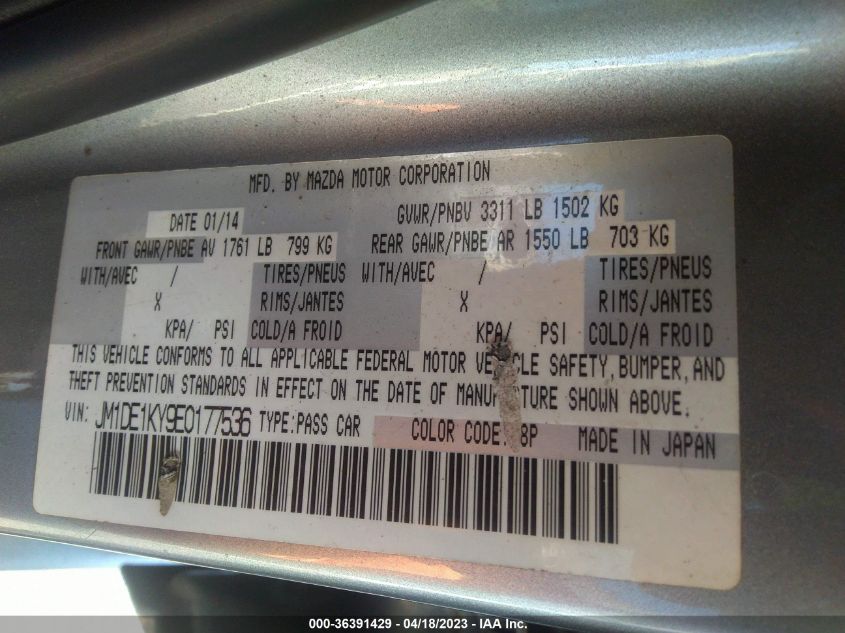 MFD. BY MAZDA MOTOR CORPORATION
DATE 01/14 GVWR/PNBV 3311 LB 1502 KG
FRONT GAWR/PNBE AV 1761 LB 799 KG REAR GAWR/PNBE AR 1550 LB 703 KG
WITH/AVEC / TIRES/PNEUS WITH/AVEC / TIRES/PNEUS
X RIMS/JANTES X RIMS/JANTES
KPA/ PSI COLD/A FROID KPA/ PSI COLD/A FROID
THIS VEHICLE CONFORMS TO ALL APPLICABLE FEDERAL MOTOR VEHICLE SAFETY, BUMPER, AND
THEFT PREVENTION STANDARDS IN EFFECT ON THE DATE OF MANUFACTURE SHOWN ABOVE.
VIN: JM1DE1KY9E0177536 TYPE:PASS CAR COLOR CODE: 8P MADE IN JAPAN
000-36391429 - 04/18/2023 - IAA Inc.